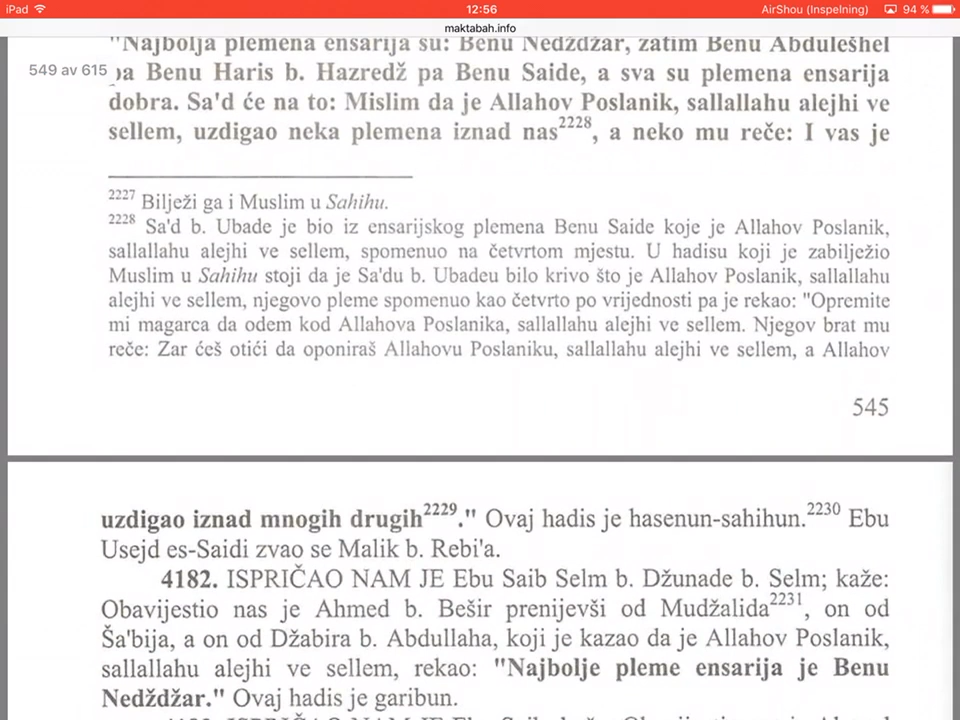 iPad 12:56 AirShou (Inspelning) 94 %
maktabah.info
"Najbolja plemena ensarija su: Benu Nedždžar, zatim Benu Abdulešhel
549 av 615
pa Benu Haris b. Hazredž pa Benu Saide, a sva su plemena ensarija
dobra. Sa'd će na to: Mislim da je Allahov Poslanik, sallallahu alejhi ve
sellem, uzdigao neka plemena iznad nas2228, a neko mu reče: I vas je
2227 Bilježi ga i Muslim u Sahihu.
2228 Sa'd b. Ubade je bio iz ensarijskog plemena Benu Saide koje je Allahov Poslanik,
sallallahu alejhi ve sellem, spomenuo na četvrtom mjestu. U hadisu koji je zabilježio
Muslim u Sahihu stoji da je Sa'du b. Ubadeu bilo krivo što je Allahov Poslanik, sallallahu
alejhi ve sellem, njegovo pleme spomenuo kao četvrto po vrijednosti pa je rekao: "Opremite
mi magarca da odem kod Allahova Poslanika, sallallahu alejhi ve sellem. Njegov brat mu
reče: Zar ćeš otići da oponiraš Allahovu Poslaniku, sallallahu alejhi ve sellem, a Allahov
545
uzdigao iznad mnogih drugih2229." Ovaj hadis je hasenun-sahihun.2230 Ebu
Usejd es-Saidi zvao se Malik b. Rebi'a.
4182. ISPRIČAO NAM JE Ebu Saib Selm b. Džunade b. Selm; kaže:
Obavijestio nas je Ahmed b. Bešir prenijevši od Mudžalida2231, on od
Ša'bija, a on od Džabira b. Abdullaha, koji je kazao da je Allahov Poslanik,
sallallahu alejhi ve sellem, rekao: "Najbolje pleme ensarija je Benu
Nedždžar." Ovaj hadis je garibun.